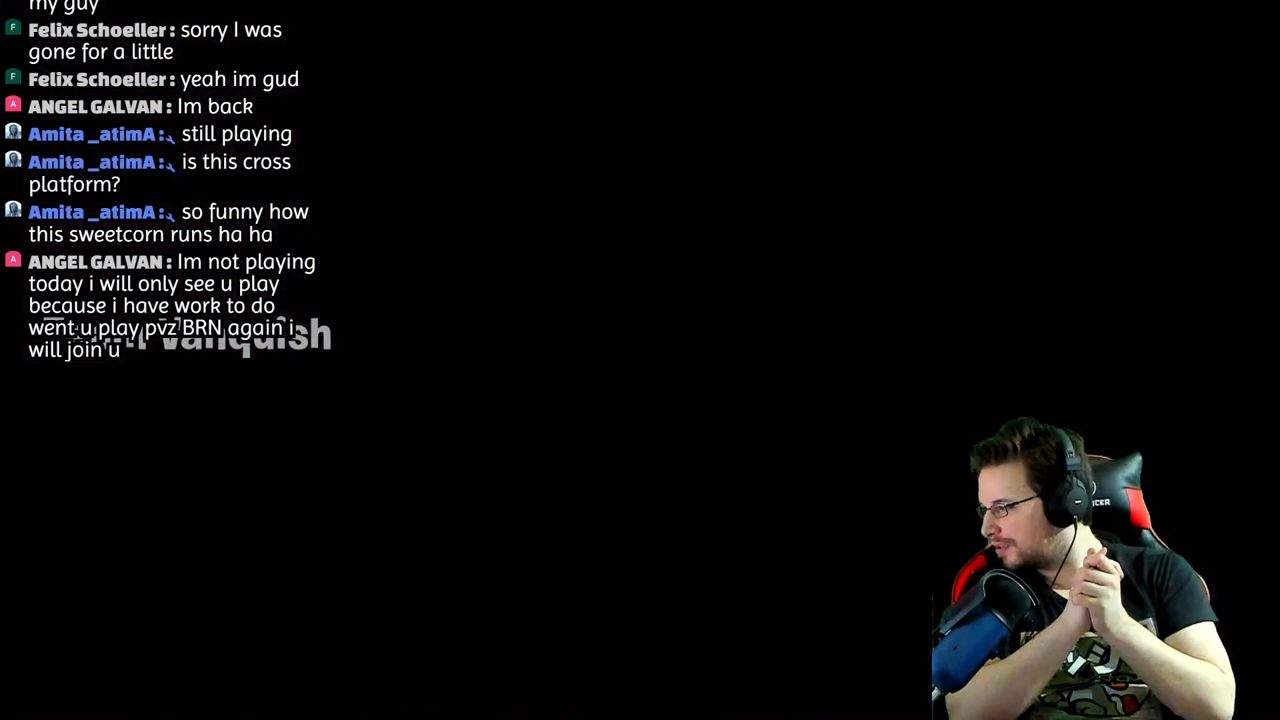 my guy
F Felix Schoeller : sorry I was
gone for a little
F Felix Schoeller : yeah im gud
A ANGEL GALVAN : Im back
Amita _atimA : still playing
Amita _atimA : is this cross
platform?
Amita _atimA : so funny how
this sweetcorn runs ha ha
A ANGEL GALVAN : Im not playing
today i will only see u play
because i have work to do
went u play pvz BRN again i
will join u
Vanquish